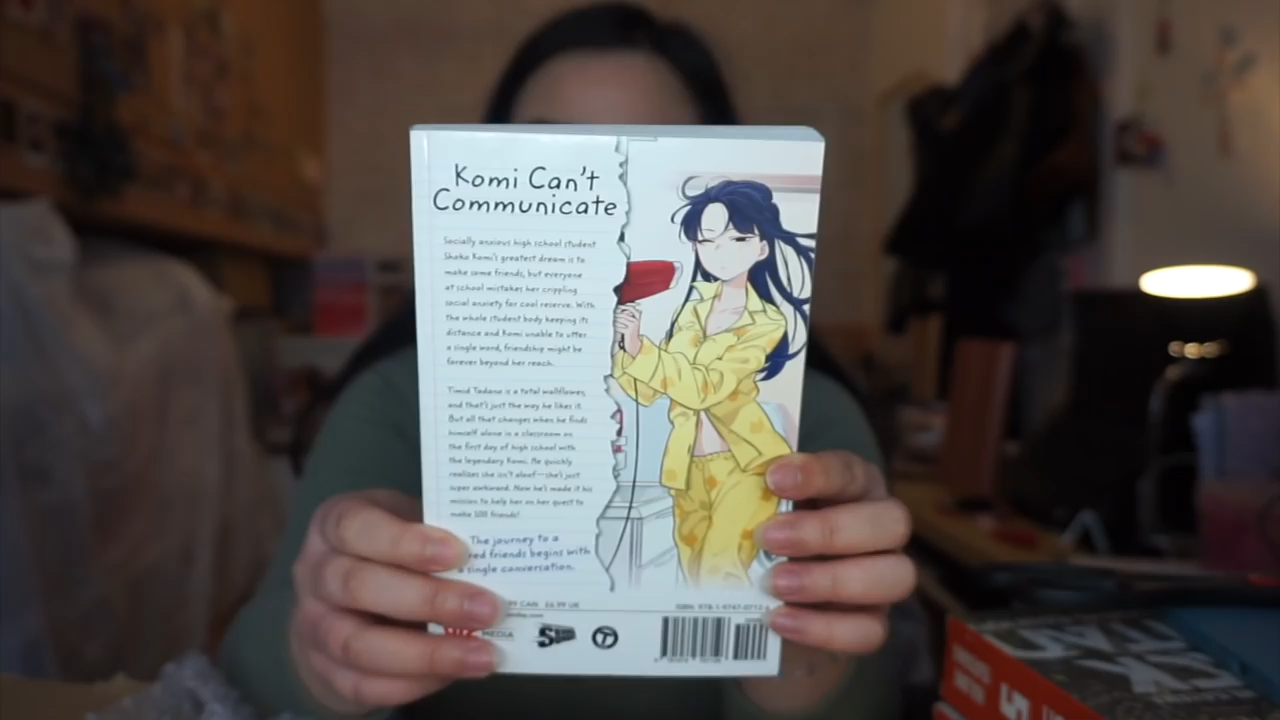 Komi Can't
Communicate
Socially anxious high school student
Shoko Komi's greatest dream is to
make some friends, but everyone
at school mistakes her crippling
social anxiety for cool reserve. With
the whole student body keeping its
distance and Komi unable to utter
a single word, friendship might be
forever beyond her reach.
Timid Tadano is a total wallflower,
and that's just the way he likes it.
But all that changes when he finds
himself alone in a classroom on
the first day of high school with
the legendary Komi. He quickly
realizes she isn't aloof—she's just
super awkward. Now he's made it his
mission to help her on her quest to
make 100 friends!
The journey to a
friends begins with
a single conversation.
CAN £6.99 UK
VIZ MEDIA
T